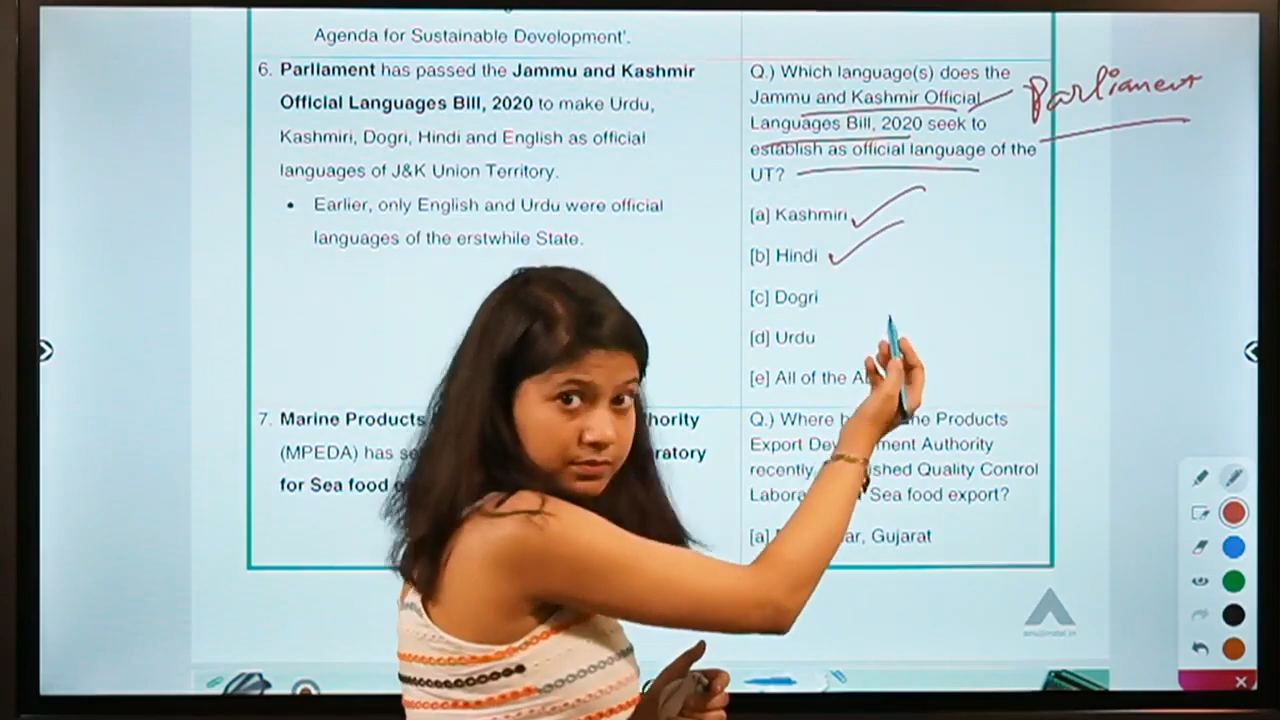 Agenda for Sustainable Development'.
6. Parliament has passed the Jammu and Kashmir
Official Languages Bill, 2020 to make Urdu,
Kashmiri, Dogri, Hindi and English as official
languages of J&K Union Territory.
• Earlier, only English and Urdu were official
languages of the erstwhile State.
7. Marine Products hority
(MPEDA) has ratory
for Sea food
Q.) Which language(s) does the
Jammu and Kashmir Official
Languages Bill, 2020 seek to
establish as official language of the
UT?
[a] Kashmiri
[b] Hindi
[c] Dogri
[d] Urdu
[e] All of the A
Parliament
Q.) Where Products
Export Authority
recently Quality Control
Sea food export?
[a] Gujarat